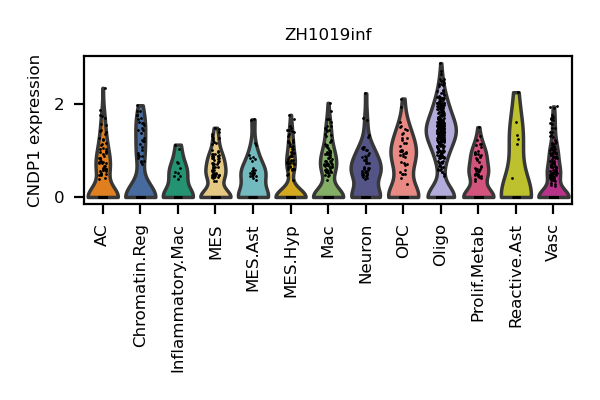 ZH1019inf
CNDP1 expression
2
0
AC
Chromatin.Reg
Inflammatory.Mac
MES
MES.Ast
MES.Hyp
Mac
Neuron
OPC
Oligo
Prolif.Metab
Reactive.Ast
Vasc